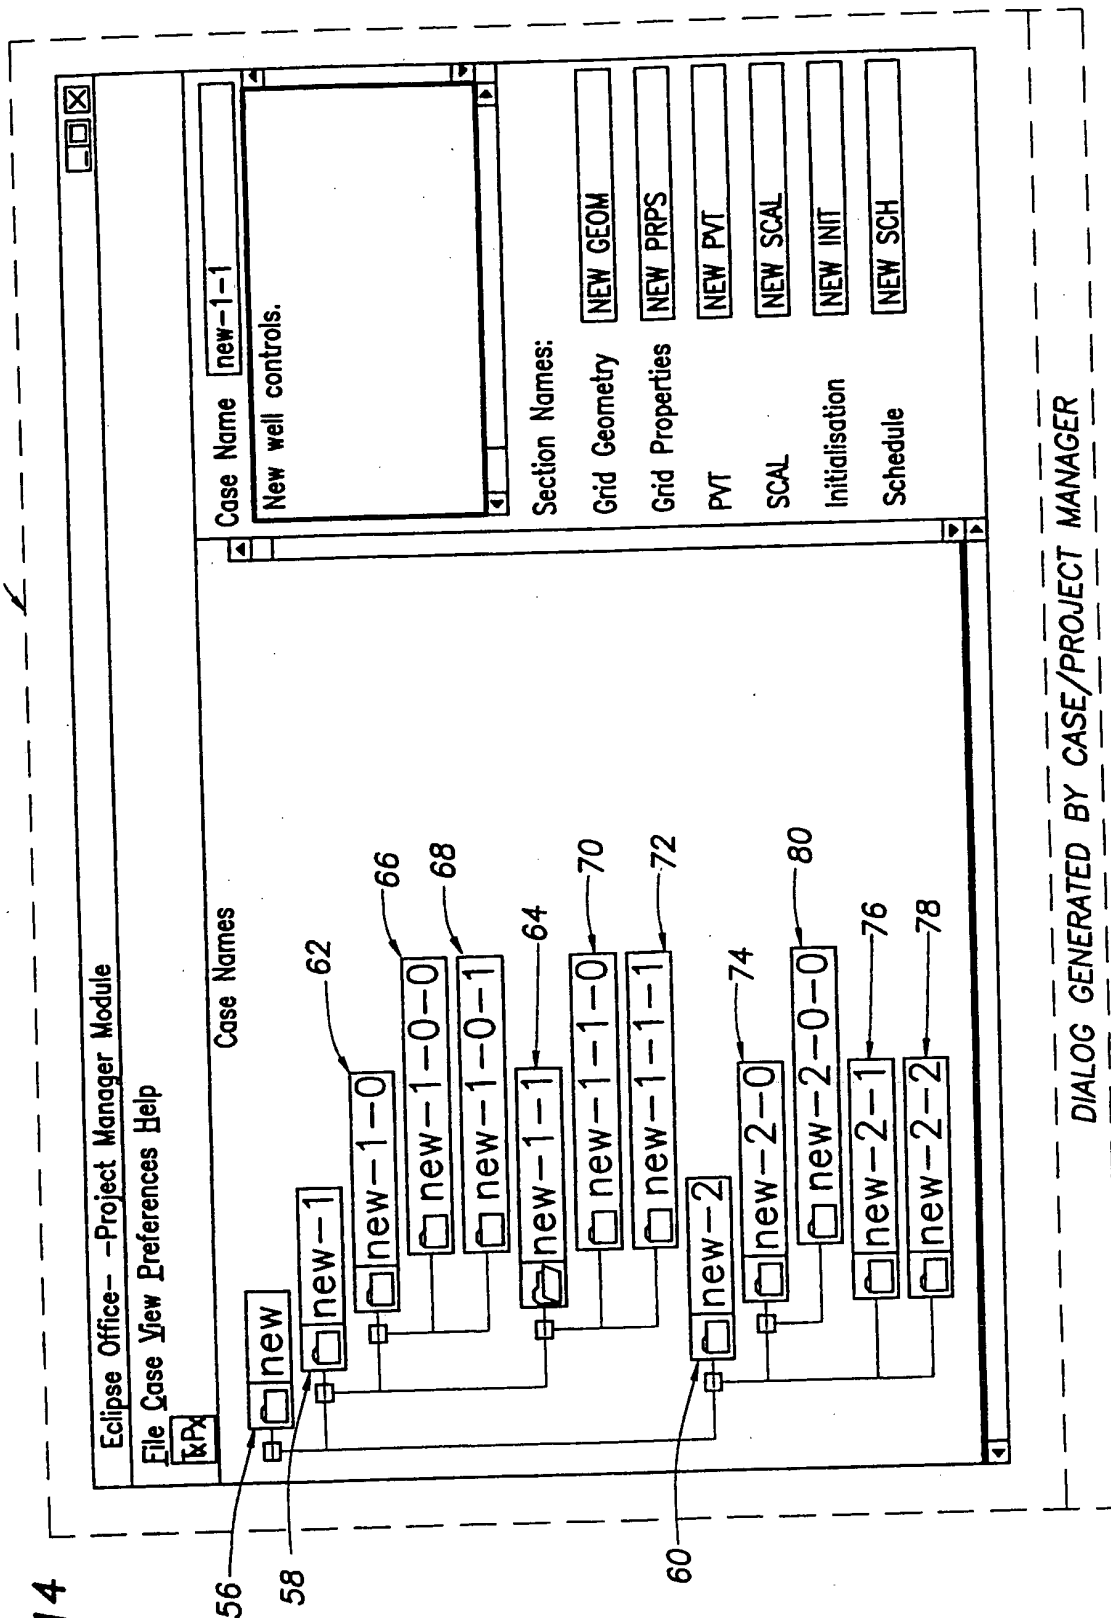 14
Eclipse Office- -Project Manager Module
File Case View Preferences Help
TxPx
Case Names
56 new
58 new-1
new-1-0 62
new-1-0-0 66
new-1-0-1 68
new-1-1 64
new-1-1-0 70
new-1-1-1 72
60 new-2
new-2-0 74
new-2-0-0 80
new-2-1 76
new-2-2 78
Case Name new-1-1
New well controls.
Section Names:
Grid Geometry NEW GEOM
Grid Properties NEW PRPS
PVT NEW PVT
SCAL NEW SCAL
Initialisation NEW INIT
Schedule NEW SCH
DIALOG GENERATED BY CASE/PROJECT MANAGER